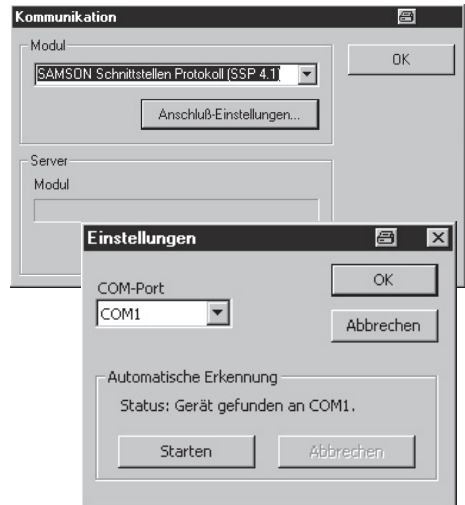 Kommunikation
Modul
SAMSON Schnittstellen Protokoll (SSP 4.1)
OK
Anschluß-Einstellungen...
Server
Modul
Einstellungen
COM-Port
COM1
OK
Abbrechen
Automatische Erkennung
Status: Gerät gefunden an COM1.
Starten
Abbrechen